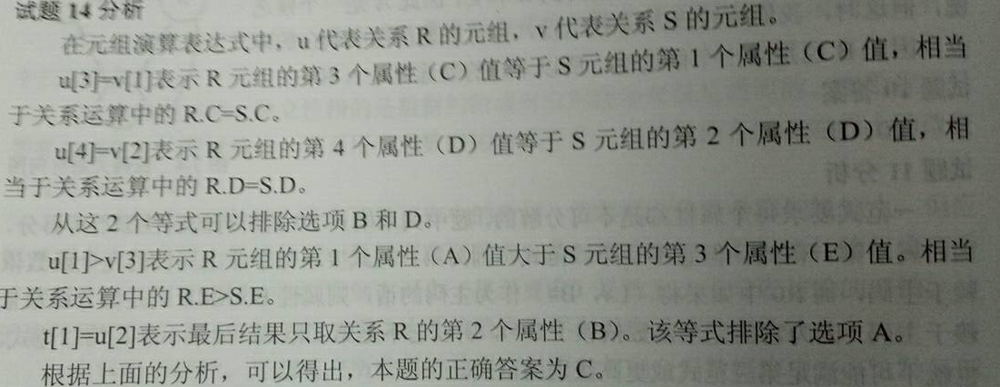 试题 14 分析
在元组演算表达式中，u 代表关系 R 的元组，v 代表关系 S 的元组。
u[3]=v[1]表示 R 元组的第 3 个属性（C）值等于 S 元组的第 1 个属性（C）值，相当
于关系运算中的 R.C=S.C。
u[4]=v[2]表示 R 元组的第 4 个属性（D）值等于 S 元组的第 2 个属性（D）值，相
当于关系运算中的 R.D=S.D。
从这 2 个等式可以排除选项 B 和 D。
u[1]>v[3]表示 R 元组的第 1 个属性（A）值大于 S 元组的第 3 个属性（E）值。相当
于关系运算中的 R.E>S.E。
t[1]=u[2]表示最后结果只取关系 R 的第 2 个属性（B）。该等式排除了选项 A。
根据上面的分析，可以得出，本题的正确答案为 C。